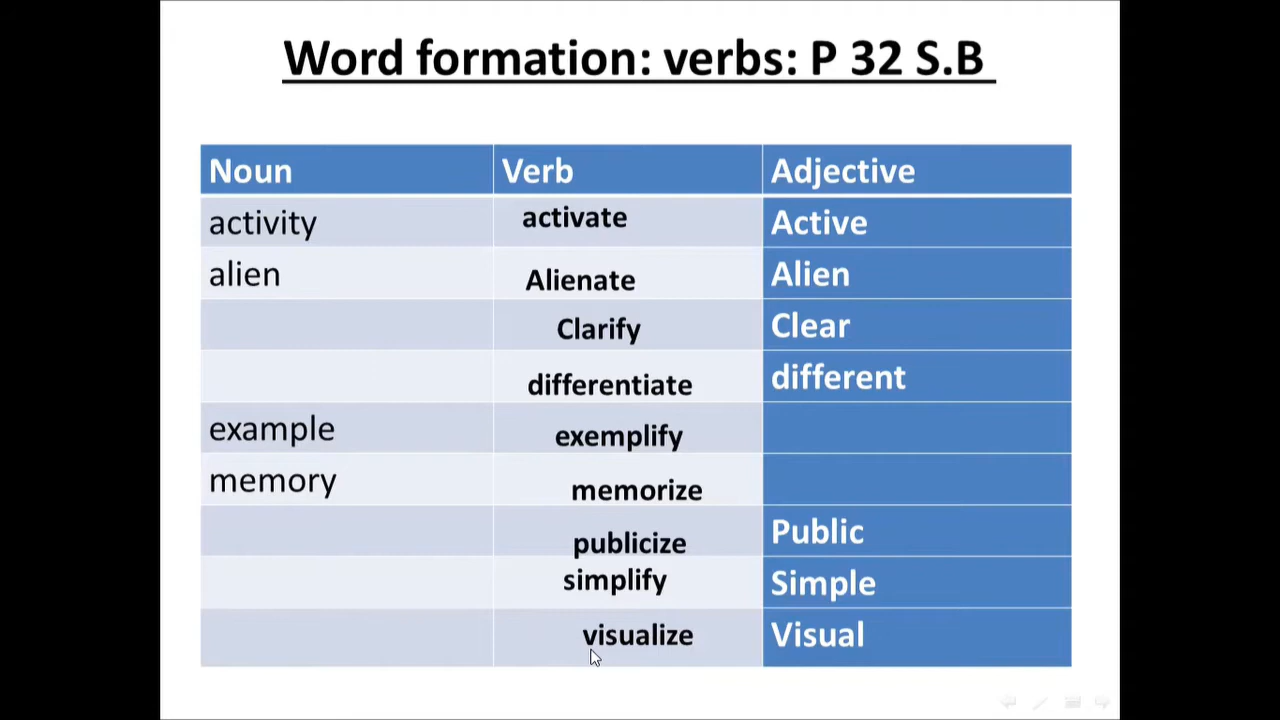 Word formation: verbs: P 32 S.B
Noun Verb Adjective
activity activate Active
alien Alienate Alien
Clarify Clear
differentiate different
example exemplify
memory memorize
publicize Public
simplify Simple
visualize Visual